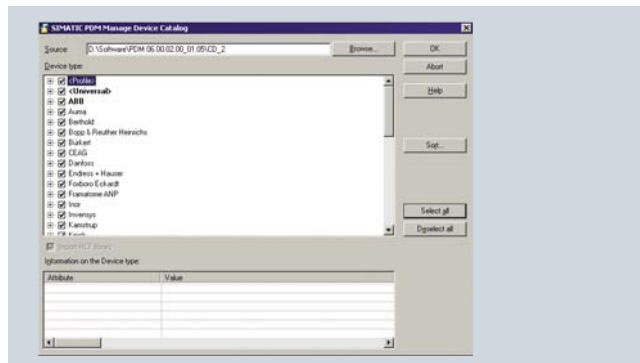 SIMATIC PDM Manage Device Catalog
Source D:\Software\PDM 06.00.02.00_01.05\CD_2 Browse... OK
Device type: Abort
<Profile>
<Universal> Help
ABB
Auma
Berthold
Bopp & Reuther Heinrichs
Bürkert Sort...
CEAG
Danfoss
Endress + Hauser
Foxboro Eckardt
Framatome ANP
Inor
Invensys Select all
Kamstrup
Deselect all
Import HCF library
Information on the Device type:
Attribute Value